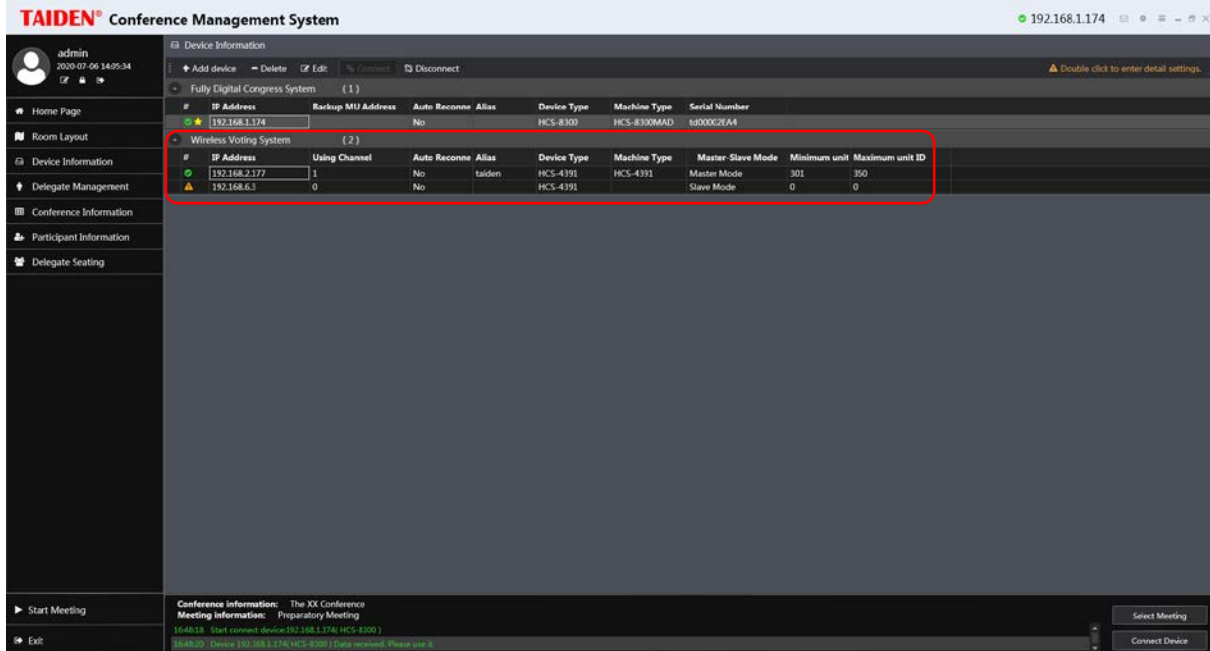 TAIDEN® Conference Management System
192.168.1.174
admin
2020-07-06 14:05:34
Home Page
Room Layout
Device Information
Delegate Management
Conference Information
Participant Information
Delegate Seating
Start Meeting
Exit
Device Information
Add device Delete Edit Connect Disconnect
Double click to enter detail settings.
Fully Digital Congress System (1)
# IP Address Backup MU Address Auto Reconne Alias Device Type Machine Type Serial Number
192.168.1.174 No HCS-8300 HCS-8300MAD td00002EA4
Wireless Voting System (2)
# IP Address Using Channel Auto Reconne Alias Device Type Machine Type Master-Slave Mode Minimum unit Maximum unit ID
192.168.2.177 1 No taiden HCS-4391 HCS-4391 Master Mode 301 350
192.168.6.3 0 No HCS-4391 Slave Mode 0 0
Conference information: The XX Conference
Meeting information: Preparatory Meeting
16:48:18 Start connect device:192.168.1.174( HCS-8300 )
16:48:20 Device 192.168.1.174( HCS-8300 ) Data received. Please use it.
Select Meeting
Connect Device